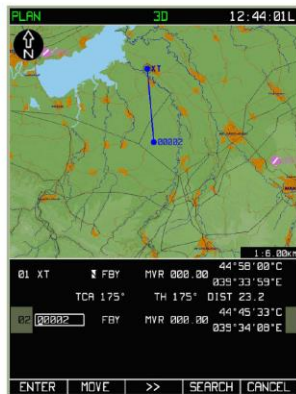 PLAN 3D 12:44:01L
N
XT
00002
1:6.00км
01 XT FBY MVR 000.00 44°58'00"C
039°33'59"E
TCA 175° TH 175° DIST 23.2
02 00002 FBY MVR 000.00 44°45'33"C
039°34'08"E
ENTER MOVE >> SEARCH CANCEL